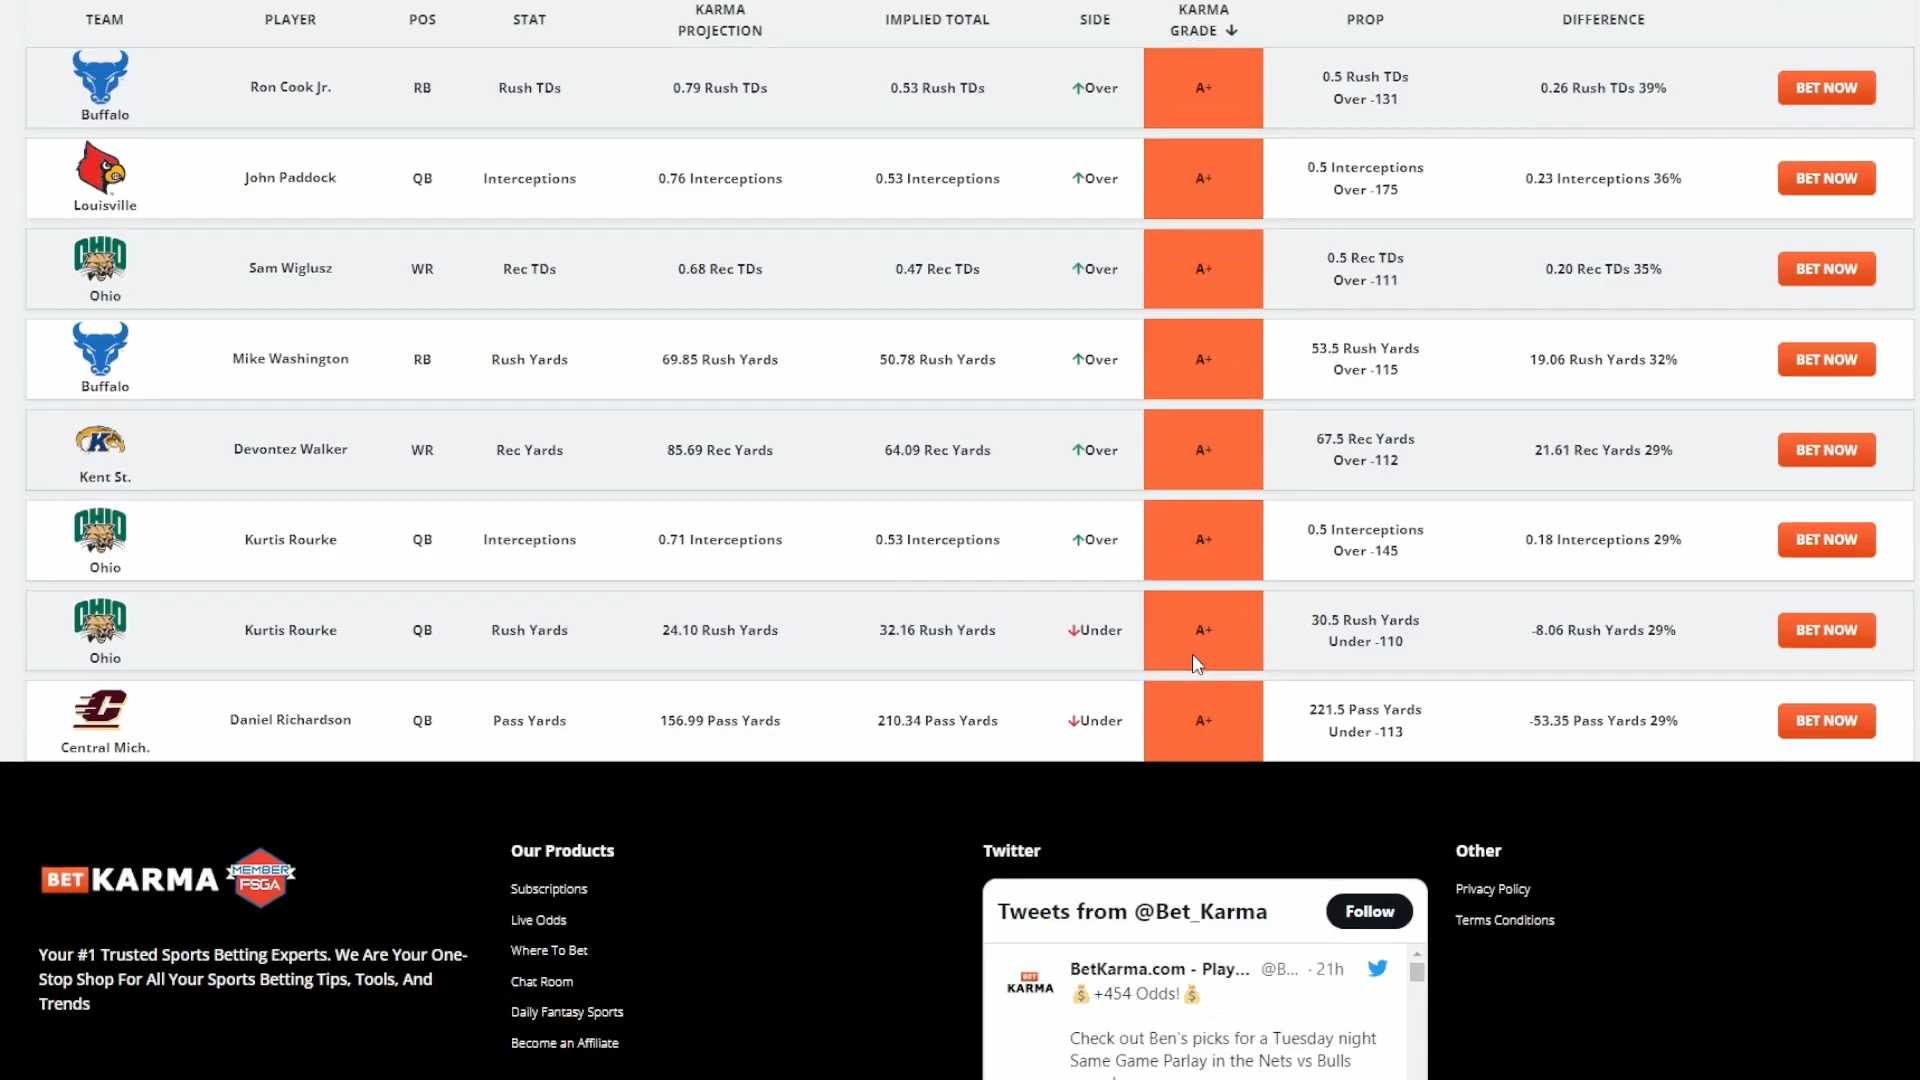 TEAM PLAYER POS STAT KARMA PROJECTION IMPLIED TOTAL SIDE KARMA GRADE PROP DIFFERENCE
Buffalo Ron Cook Jr. RB Rush TDs 0.79 Rush TDs 0.53 Rush TDs Over A+ 0.5 Rush TDs Over -131 0.26 Rush TDs 39% BET NOW
Louisville John Paddock QB Interceptions 0.76 Interceptions 0.53 Interceptions Over A+ 0.5 Interceptions Over -175 0.23 Interceptions 36% BET NOW
OHIO
Ohio Sam Wiglusz WR Rec TDs 0.68 Rec TDs 0.47 Rec TDs Over A+ 0.5 Rec TDs Over -111 0.20 Rec TDs 35% BET NOW
Buffalo Mike Washington RB Rush Yards 69.85 Rush Yards 50.78 Rush Yards Over A+ 53.5 Rush Yards Over -115 19.06 Rush Yards 32% BET NOW
K
Kent St. Devontez Walker WR Rec Yards 85.69 Rec Yards 64.09 Rec Yards Over A+ 67.5 Rec Yards Over -112 21.61 Rec Yards 29% BET NOW
OHIO
Ohio Kurtis Rourke QB Interceptions 0.71 Interceptions 0.53 Interceptions Over A+ 0.5 Interceptions Over -145 0.18 Interceptions 29% BET NOW
OHIO
Ohio Kurtis Rourke QB Rush Yards 24.10 Rush Yards 32.16 Rush Yards Under A+ 30.5 Rush Yards Under -110 -8.06 Rush Yards 29% BET NOW
C
Central Mich. Daniel Richardson QB Pass Yards 156.99 Pass Yards 210.34 Pass Yards Under A+ 221.5 Pass Yards Under -113 -53.35 Pass Yards 29% BET NOW
BET KARMA
MEMBER
FSGA
Your #1 Trusted Sports Betting Experts. We Are Your One-
Stop Shop For All Your Sports Betting Tips, Tools, And
Trends
Our Products
Subscriptions
Live Odds
Where To Bet
Chat Room
Daily Fantasy Sports
Become an Affiliate
Twitter
Tweets from @Bet_Karma Follow
BET
KARMA
BetKarma.com - Play... @B... · 21h
💰+454 Odds!💰
Check out Ben's picks for a Tuesday night
Same Game Parlay in the Nets vs Bulls
Other
Privacy Policy
Terms Conditions